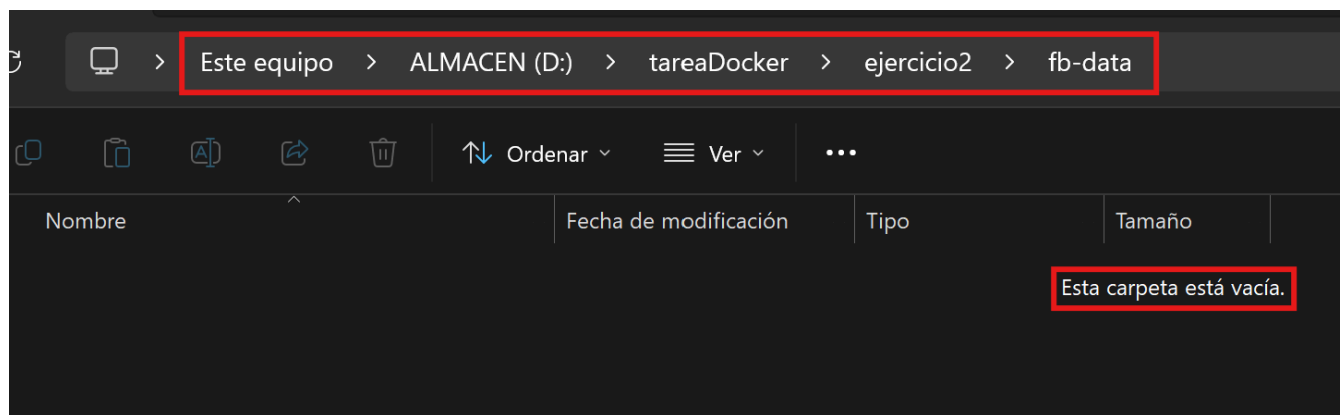 Este equipo > ALMACEN (D:) > tareaDocker > ejercicio2 > fb-data
Ordenar Ver
Nombre Fecha de modificación Tipo Tamaño
Esta carpeta está vacía.